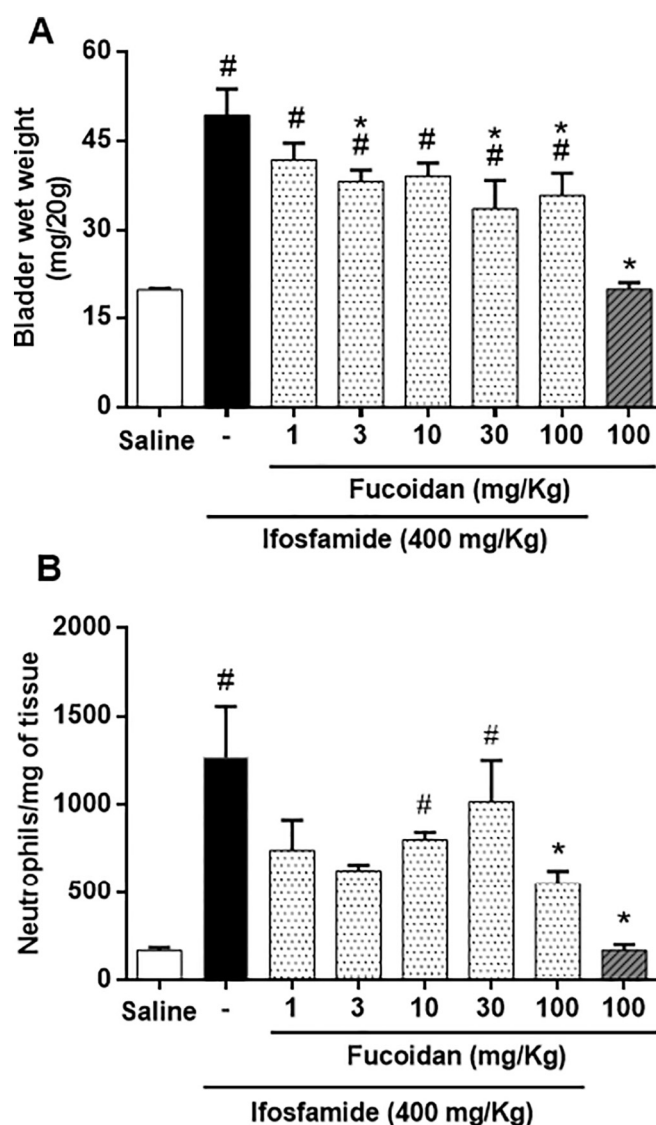 A
60
45
30
15
0
Bladder wet weight
(mg/20g)
#
#
*
#
#
*
#
*
#
*
Saline - 1 3 10 30 100 100
Fucoidan (mg/Kg)
Ifosfamide (400 mg/Kg)
B
2000
1500
1000
500
0
Neutrophils/mg of tissue
#
#
#
*
*
Saline - 1 3 10 30 100 100
Fucoidan (mg/Kg)
Ifosfamide (400 mg/Kg)